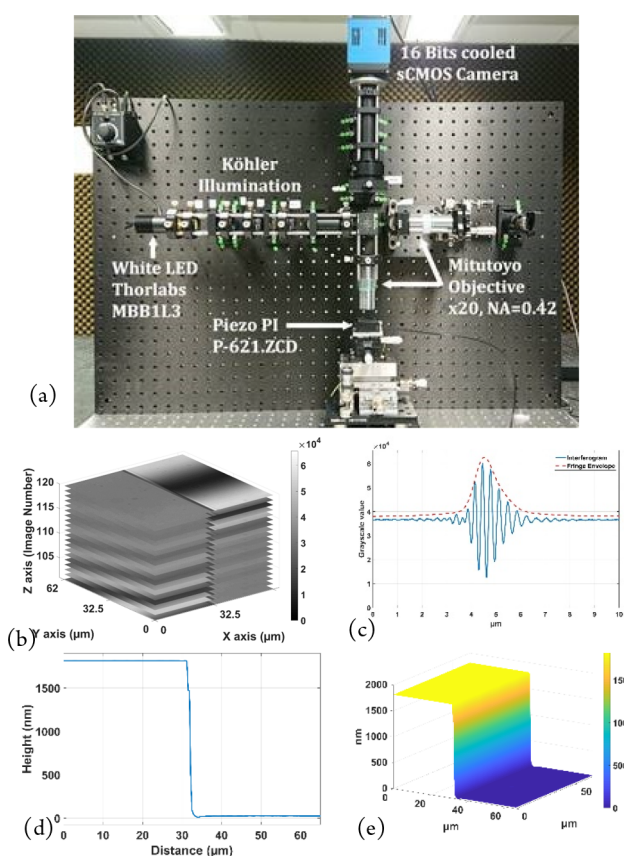 16 Bits cooled
sCMOS Camera
Köhler
Illumination
White LED
Thorlabs
MBB1L3
Mitutoyo
Objective
x20, NA=0.42
Piezo PI
P-621.ZCD
(a)
×10⁴
6
5
4
3
2
1
0
120
115
110
105
Z axis (Image Number)
62
32.5
0
Y axis (µm)
0
32.5
X axis (µm)
(b)
×10⁴
6
5
4
3
2
1
0
Grayscale value
Interferogram
Fringe Envelope
0 1 2 3 4 5 6 7 8 9 10
µm
(c)
1500
1000
500
0
Height (nm)
0 10 20 30 40 50 60
Distance (µm)
(d)
2000
1500
1000
500
0
nm
0
20
40
60
µm
0
50
µm
500
0
(e)